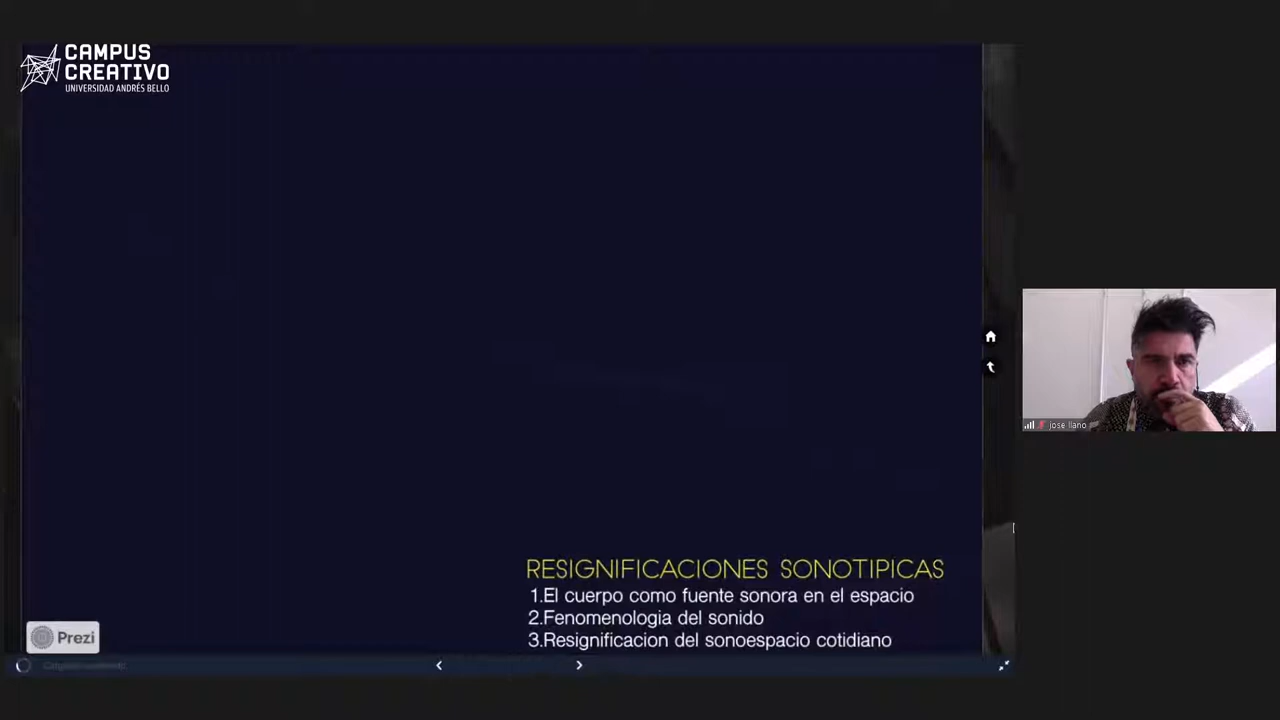 CAMPUS
CREATIVO
UNIVERSIDAD ANDRÉS BELLO
jose llano
RESIGNIFICACIONES SONOTIPICAS
1.El cuerpo como fuente sonora en el espacio
2.Fenomenologia del sonido
3.Resignificacion del sonoespacio cotidiano
Prezi